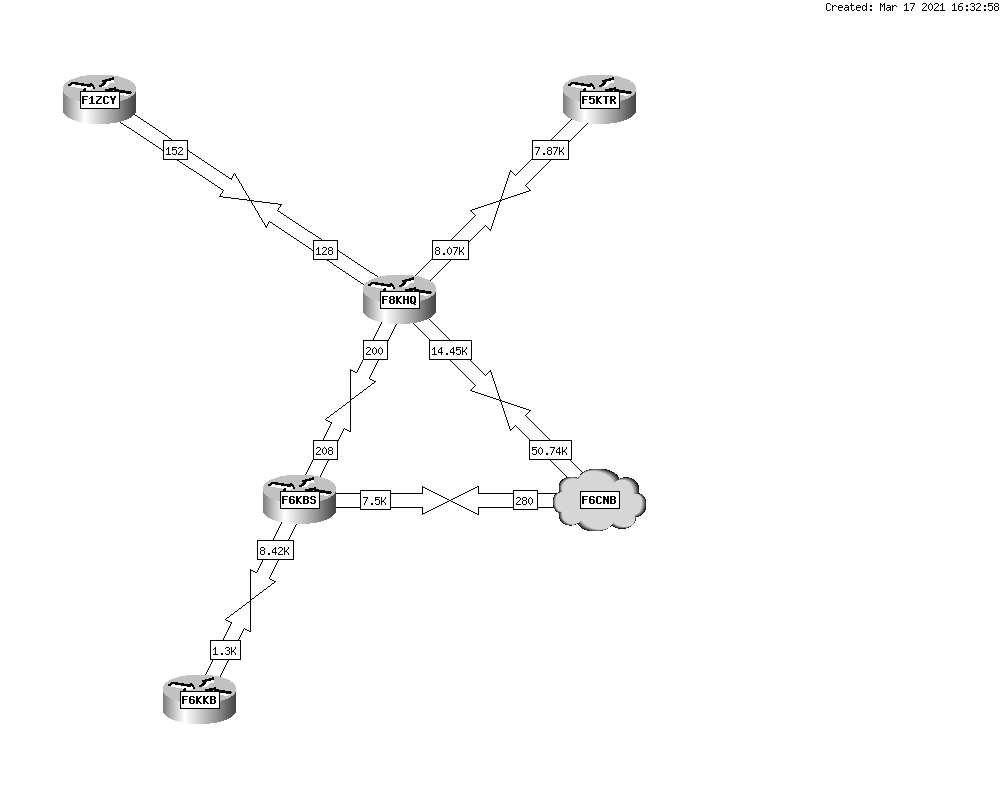 Created: Mar 17 2021 16:32:58
F1ZCY
F5KTR
152
7.87K
128
8.07K
F8KHQ
200
14.45K
208
50.74K
F6KBS
7.5K
280
F6CNB
8.42K
1.3K
F6KKB